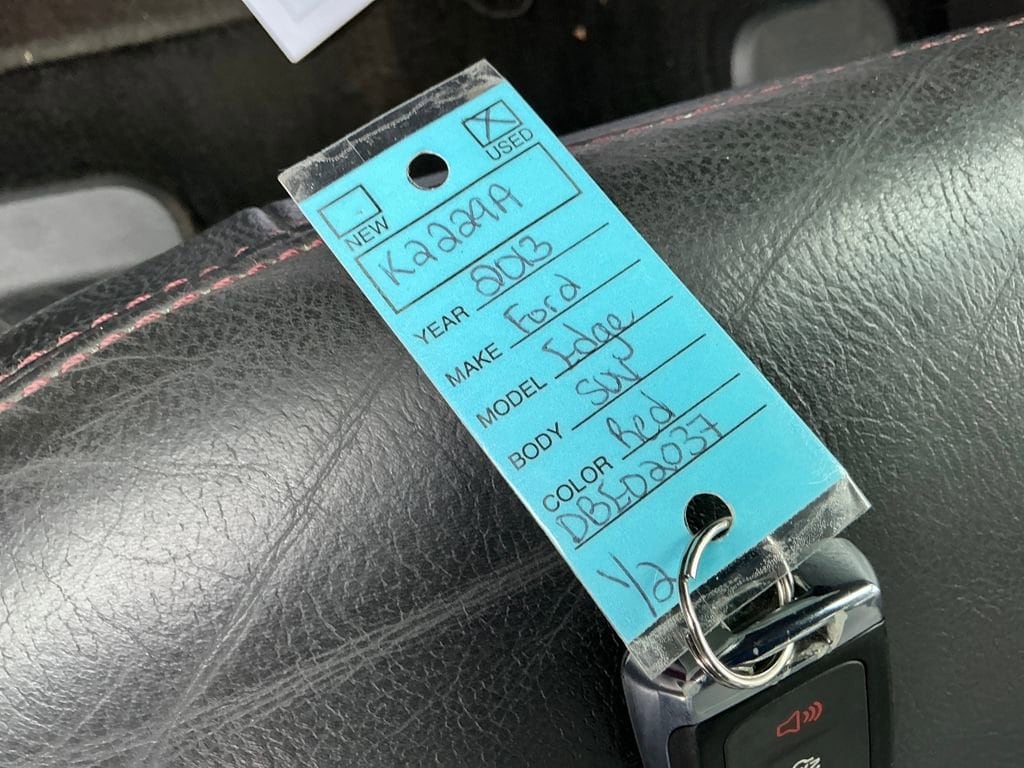 USED
NEW
K2229A
YEAR 2013
MAKE Ford
MODEL Edge
BODY SUV
COLOR Red
DBED2037